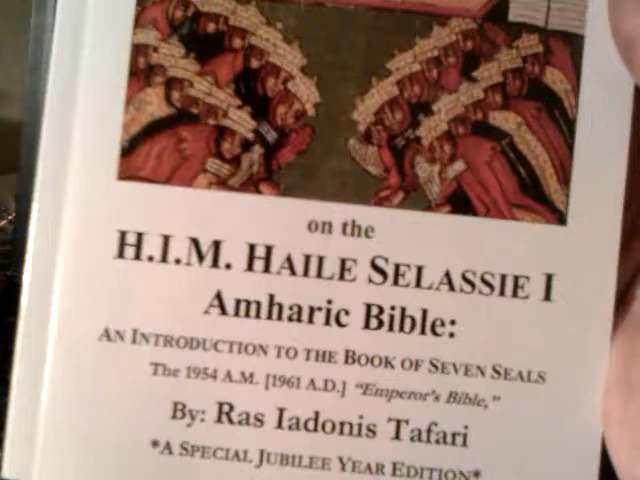 on the
H.I.M. HAILE SELASSIE I
Amharic Bible:
AN INTRODUCTION TO THE BOOK OF SEVEN SEALS
The 1954 A.M. [1961 A.D.] "Emperor's Bible,"
By: Ras Iadonis Tafari
*A SPECIAL JUBILEE YEAR EDITION*